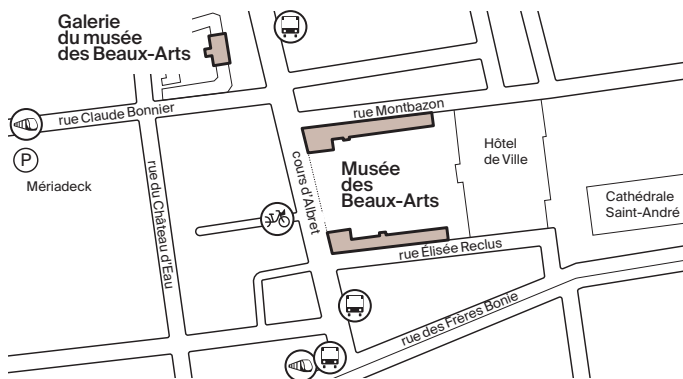 Galerie
du musée
des Beaux-Arts
rue Claude Bonnier
rue Montbazon
P
Mériadeck
rue du Château d'Eau
cours d'Albret
Musée
des
Beaux-Arts
Hôtel
de Ville
Cathédrale
Saint-André
rue Élisée Reclus
rue des Frères Bonie